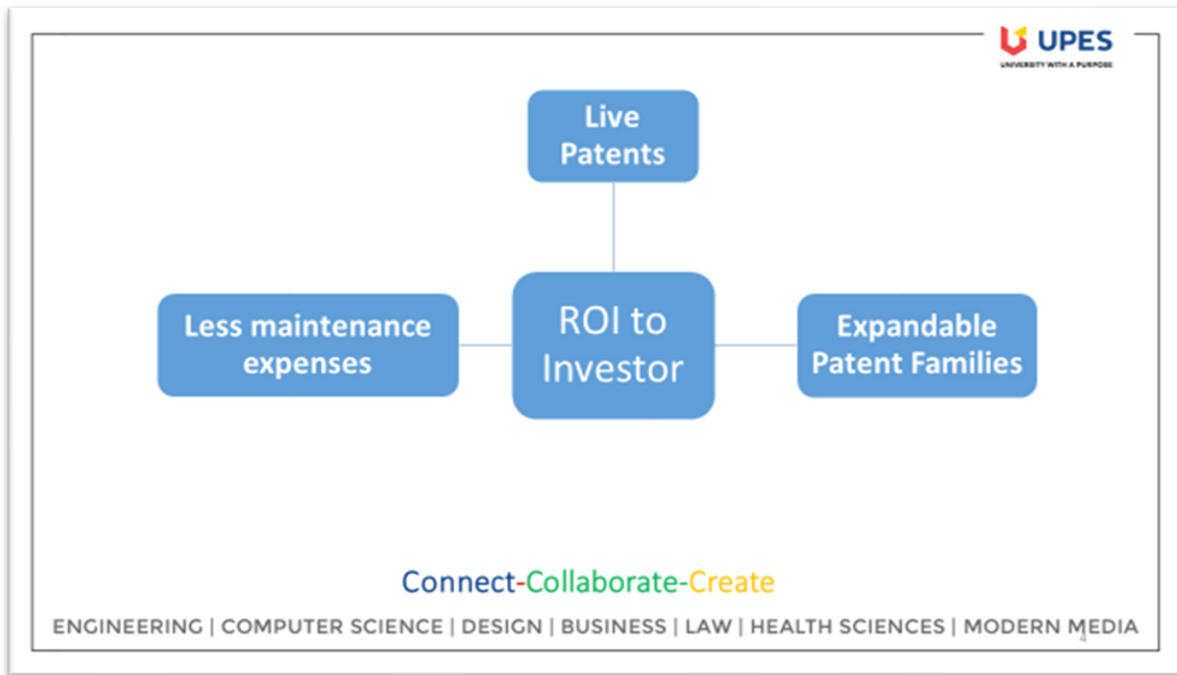 UPES
UNIVERSITY WITH A PURPOSE
Live
Patents
Less maintenance
expenses
ROI to
Investor
Expandable
Patent Families
Connect-Collaborate-Create
ENGINEERING | COMPUTER SCIENCE | DESIGN | BUSINESS | LAW | HEALTH SCIENCES | MODERN MEDIA
4